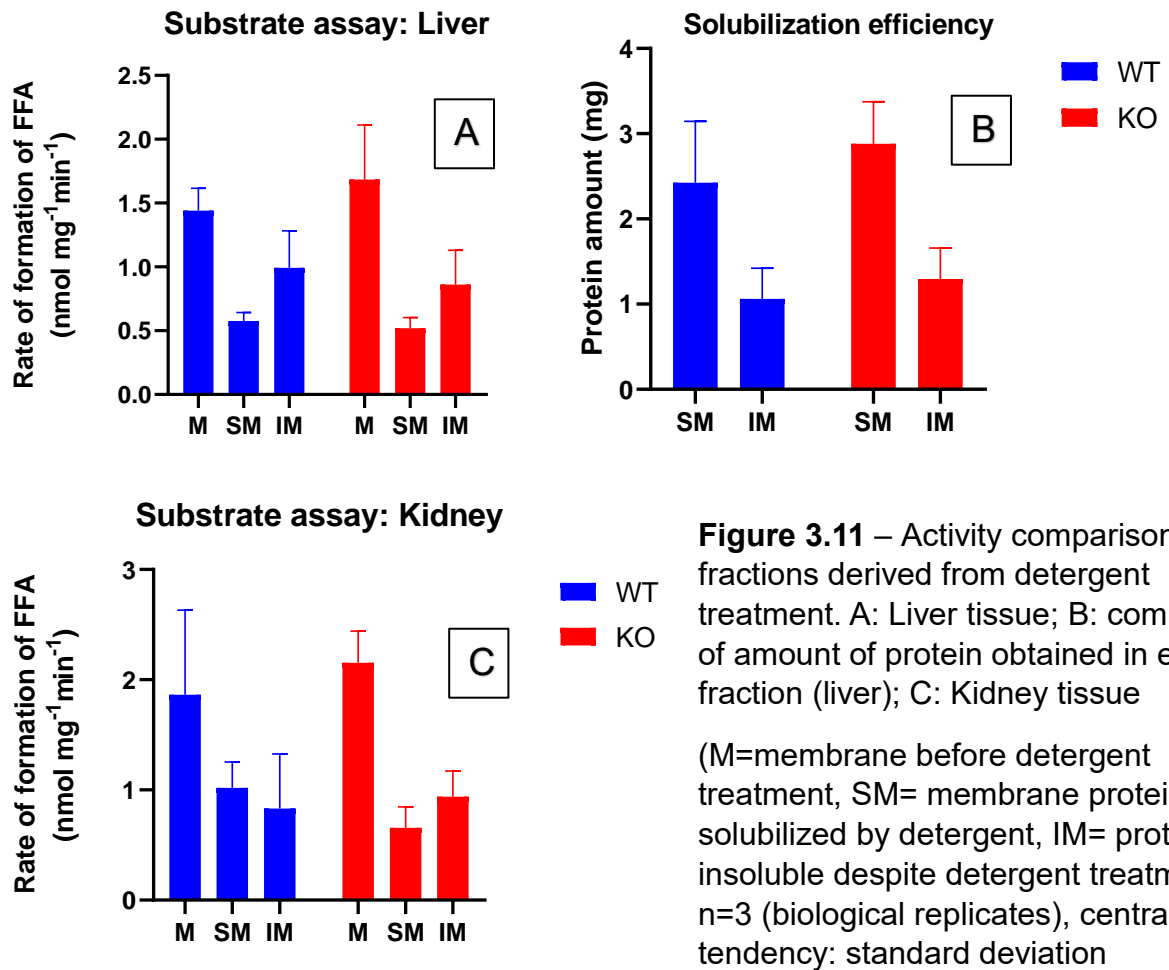 Substrate assay: Liver
Rate of formation of FFA
(nmol mg-1min-1)
2.5
2.0
1.5
1.0
0.5
0.0
A
M SM IM M SM IM
Solubilization efficiency
Protein amount (mg)
4
3
2
1
0
B
SM IM SM IM
WT
KO
Substrate assay: Kidney
Rate of formation of FFA
(nmol mg-1min-1)
3
2
1
0
C
M SM IM M SM IM
WT
KO
Figure 3.11 – Activity comparison
fractions derived from detergent
treatment. A: Liver tissue; B: com
of amount of protein obtained in e
fraction (liver); C: Kidney tissue
(M=membrane before detergent
treatment, SM= membrane protei
solubilized by detergent, IM= prot
insoluble despite detergent treatm
n=3 (biological replicates), centra
tendency: standard deviation